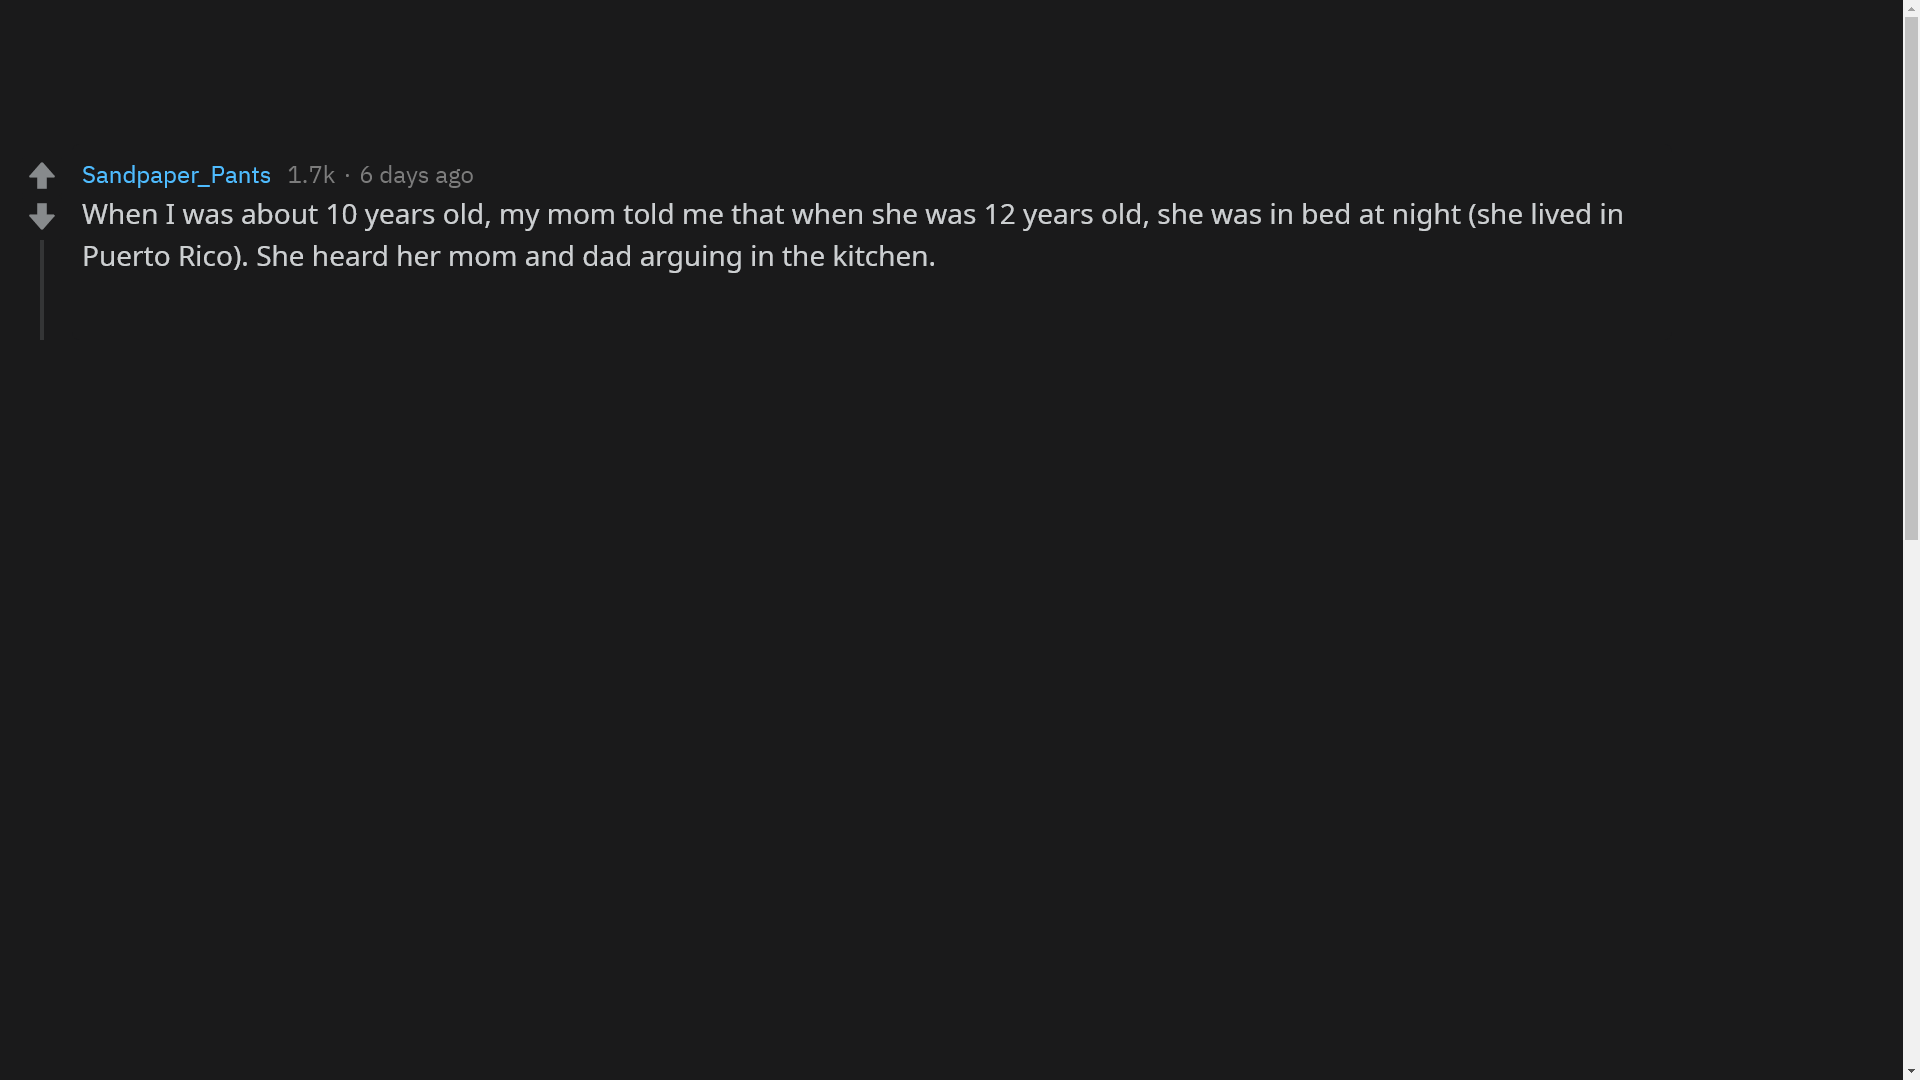 Sandpaper_Pants 1.7k · 6 days ago
When I was about 10 years old, my mom told me that when she was 12 years old, she was in bed at night (she lived in
Puerto Rico). She heard her mom and dad arguing in the kitchen.